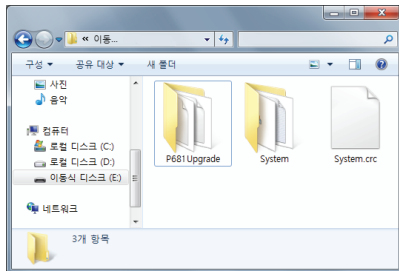 « 이동...
구성 공유 대상 새 폴더
사진
음악
컴퓨터
로컬 디스크 (C:)
로컬 디스크 (D:)
이동식 디스크 (E:)
네트워크
P681Upgrade
System
System.crc
3개 항목